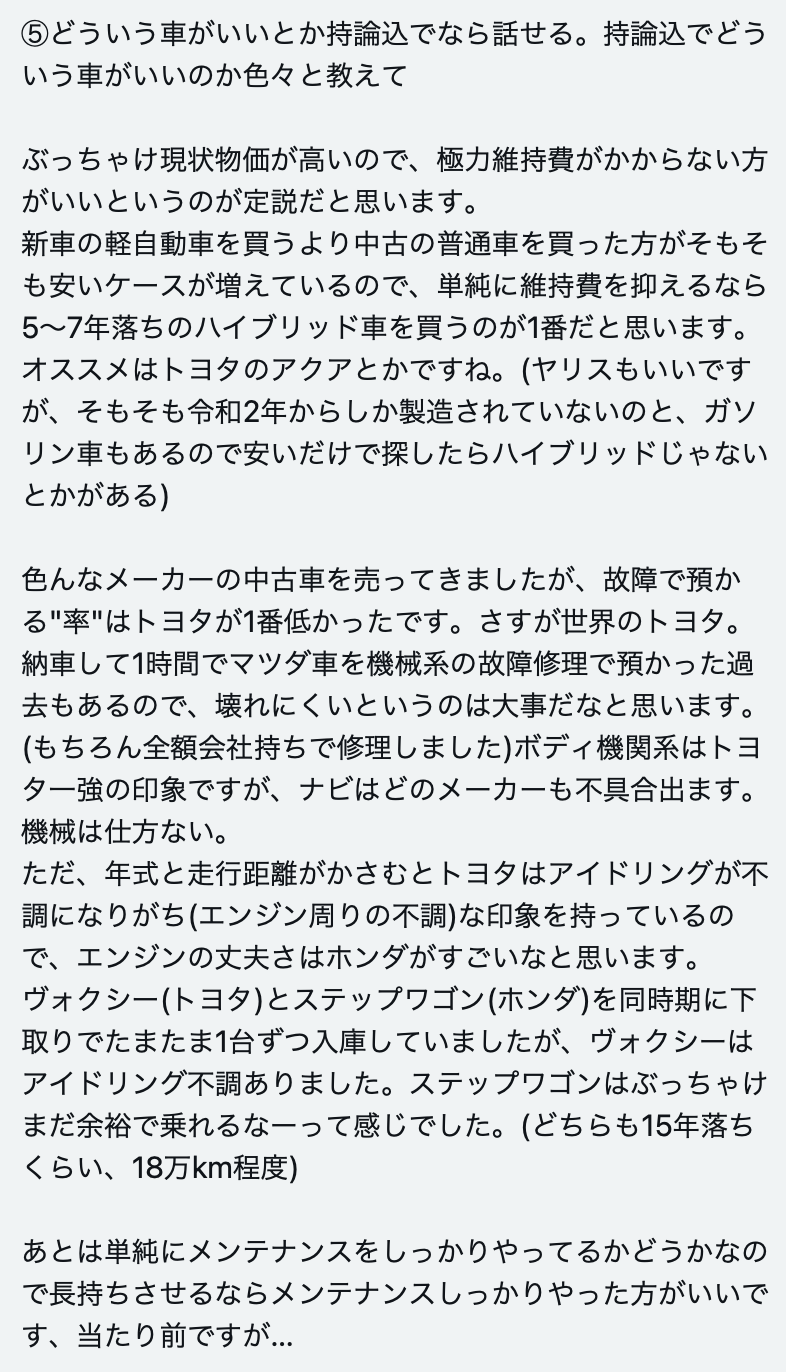 ⑤どういう車がいいとか持論込でなら話せる。持論込でどう
いう車がいいのか色々と教えて
ぶっちゃけ現状物価が高いので、極力維持費がかからない方
がいいというのが定説だと思います。
新車の軽自動車を買うより中古の普通車を買った方がそもそ
も安いケースが増えているので、単純に維持費を抑えるなら
5〜7年落ちのハイブリッド車を買うのが1番だと思います。
オススメはトヨタのアクアとかですね。(ヤリスもいいです
が、そもそも令和2年からしか製造されていないのと、ガソ
リン車もあるので安いだけで探したらハイブリッドじゃない
とかがある)
色んなメーカーの中古車を売ってきましたが、故障で預か
る"率"はトヨタが1番低かったです。さすが世界のトヨタ。
納車して1時間でマツダ車を機械系の故障修理で預かった過
去もあるので、壊れにくいというのは大事だなと思います。
(もちろん全額会社持ちで修理しました)ボディ機関系はトヨ
タ一強の印象ですが、ナビはどのメーカーも不具合出ます。
機械は仕方ない。
ただ、年式と走行距離がかさむとトヨタはアイドリングが不
調になりがち(エンジン周りの不調)な印象を持っているの
で、エンジンの丈夫さはホンダがすごいなと思います。
ヴォクシー(トヨタ)とステップワゴン(ホンダ)を同時期に下
取りでたまたま1台ずつ入庫していましたが、ヴォクシーは
アイドリング不調ありました。ステップワゴンはぶっちゃけ
まだ余裕で乗れるなーって感じでした。(どちらも15年落ち
くらい、18万km程度)
あとは単純にメンテナンスをしっかりやってるかどうかなの
で長持ちさせるならメンテナンスしっかりやった方がいいで
す、当たり前ですが...